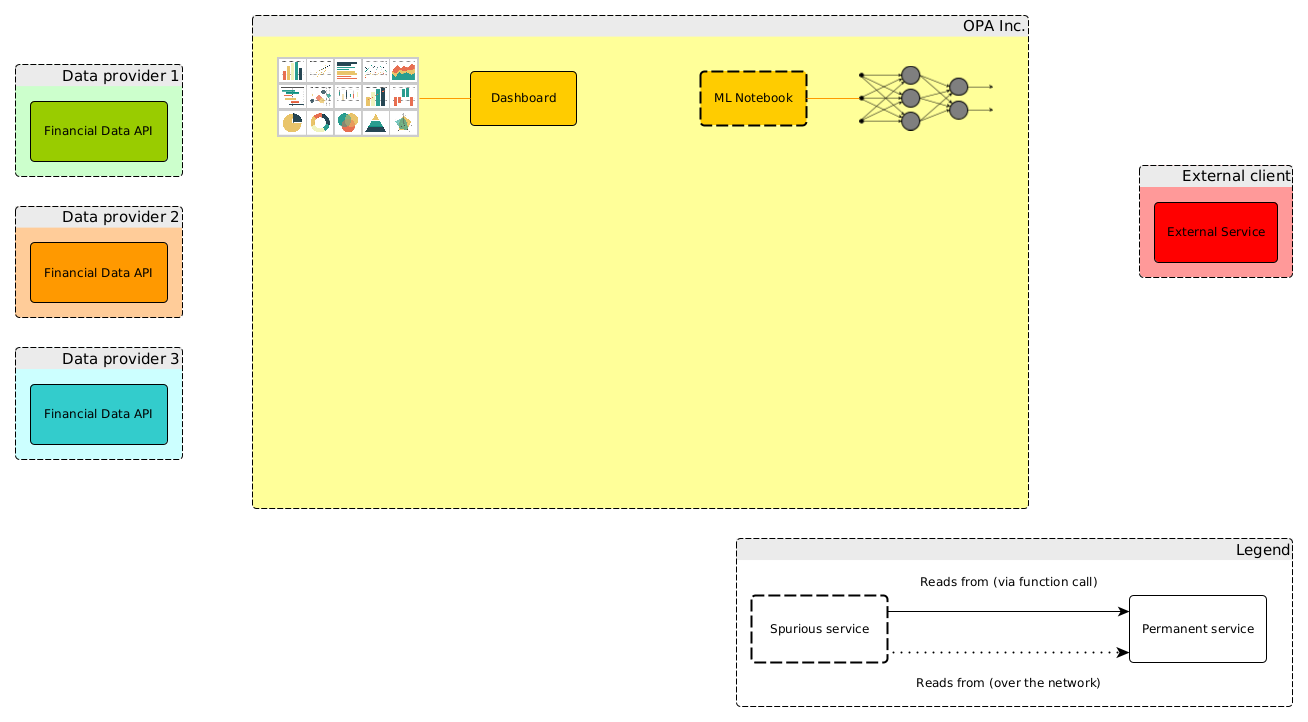 OPA Inc.
Data provider 1
Financial Data API
Dashboard
ML Notebook
External client
External Service
Data provider 2
Financial Data API
Data provider 3
Financial Data API
Legend
Reads from (via function call)
Spurious service
Permanent service
Reads from (over the network)